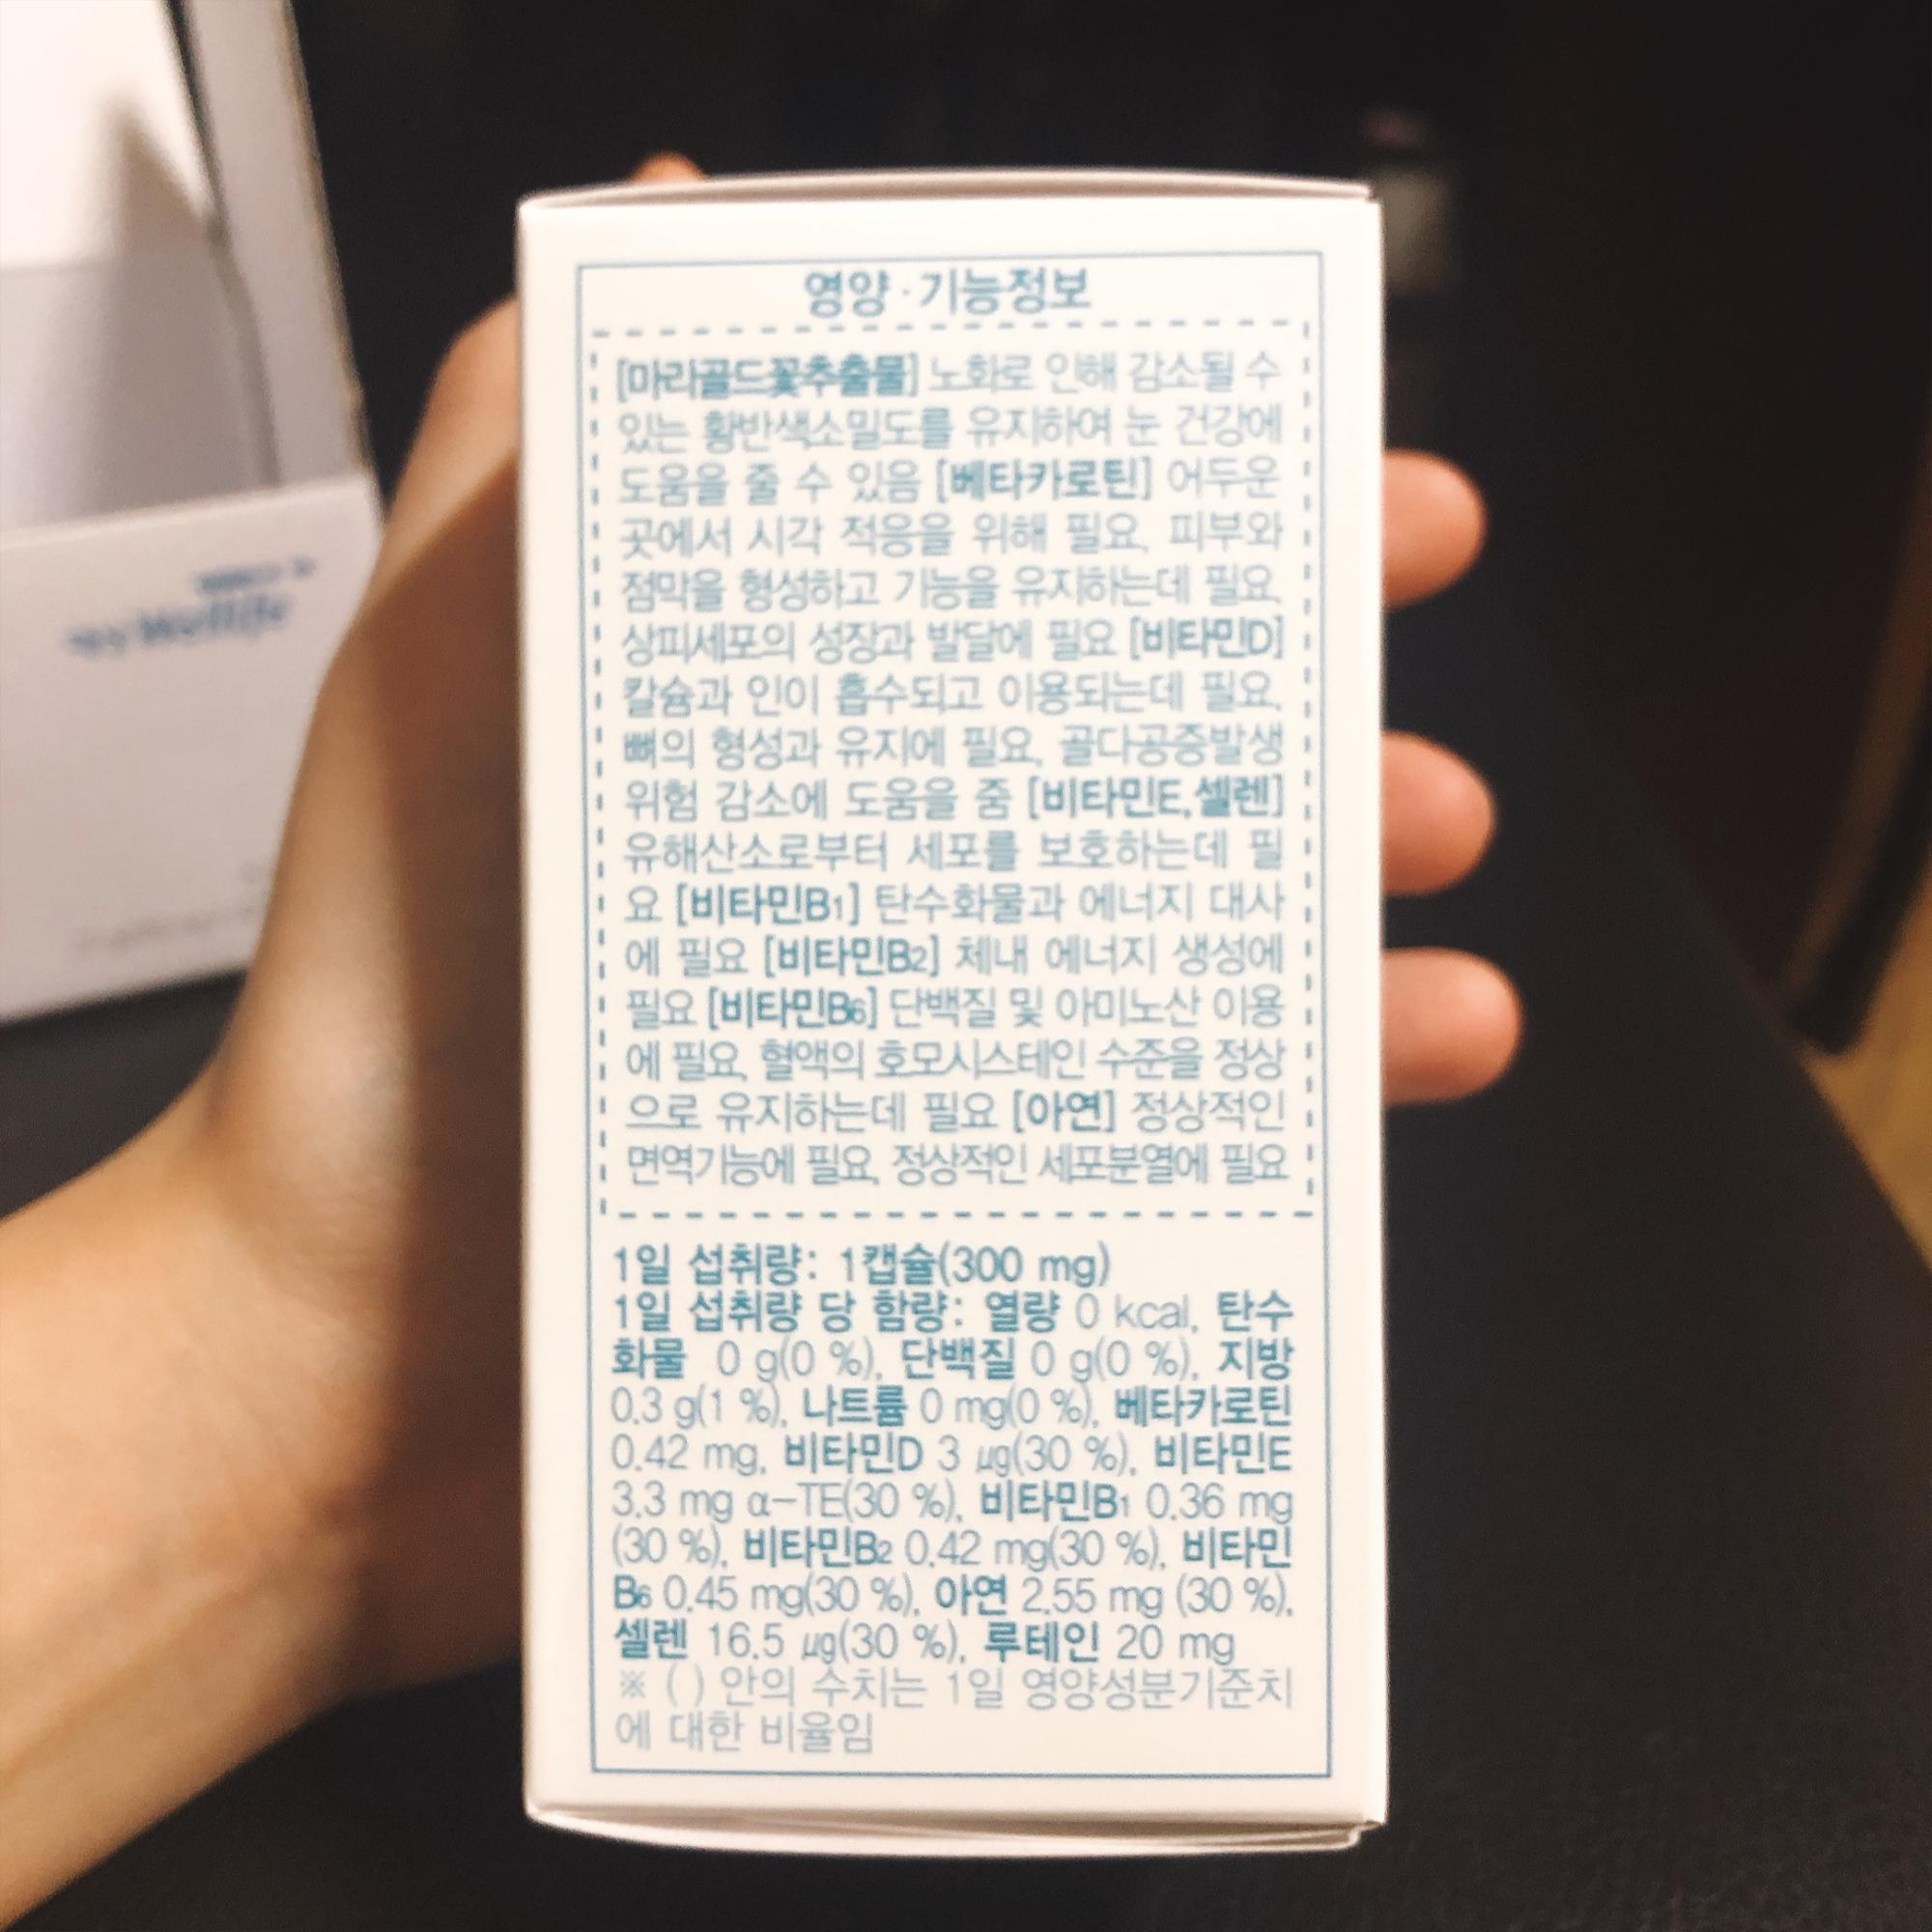 영양·기능정보
[마리골드꽃추출물] 노화로 인해 감소될 수
있는 황반색소밀도를 유지하여 눈 건강에
도움을 줄 수 있음 [베타카로틴] 어두운
곳에서 시각 적응을 위해 필요, 피부와
점막을 형성하고 기능을 유지하는데 필요,
상피세포의 성장과 발달에 필요 [비타민D]
칼슘과 인이 흡수되고 이용되는데 필요,
뼈의 형성과 유지에 필요, 골다공증발생
위험 감소에 도움을 줌 [비타민E,셀렌]
유해산소로부터 세포를 보호하는데 필
요 [비타민B1] 탄수화물과 에너지 대사
에 필요 [비타민B2] 체내 에너지 생성에
필요 [비타민B6] 단백질 및 아미노산 이용
에 필요, 혈액의 호모시스테인 수준을 정상
으로 유지하는데 필요 [아연] 정상적인
면역기능에 필요, 정상적인 세포분열에 필요
1일 섭취량: 1캡슐(300 mg)
1일 섭취량 당 함량: 열량 0 kcal, 탄수
화물 0 g(0 %), 단백질 0 g(0 %), 지방
0.3 g(1 %), 나트륨 0 mg(0 %), 베타카로틴
0.42 mg, 비타민D 3 μg(30 %), 비타민E
3.3 mg α-TE(30 %), 비타민B1 0.36 mg
(30 %), 비타민B2 0.42 mg(30 %), 비타민
B6 0.45 mg(30 %), 아연 2.55 mg (30 %),
셀렌 16.5 μg(30 %), 루테인 20 mg
※ ( ) 안의 수치는 1일 영양성분기준치
에 대한 비율임
Wellife